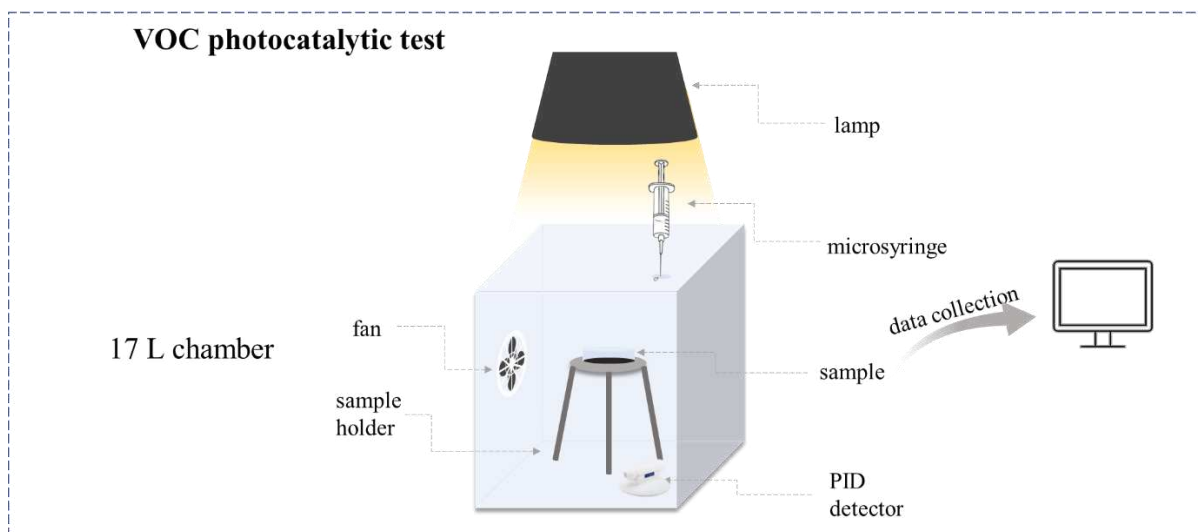 VOC photocatalytic test
lamp
microsyringe
data collection
fan
17 L chamber
sample
sample
holder
PID
detector